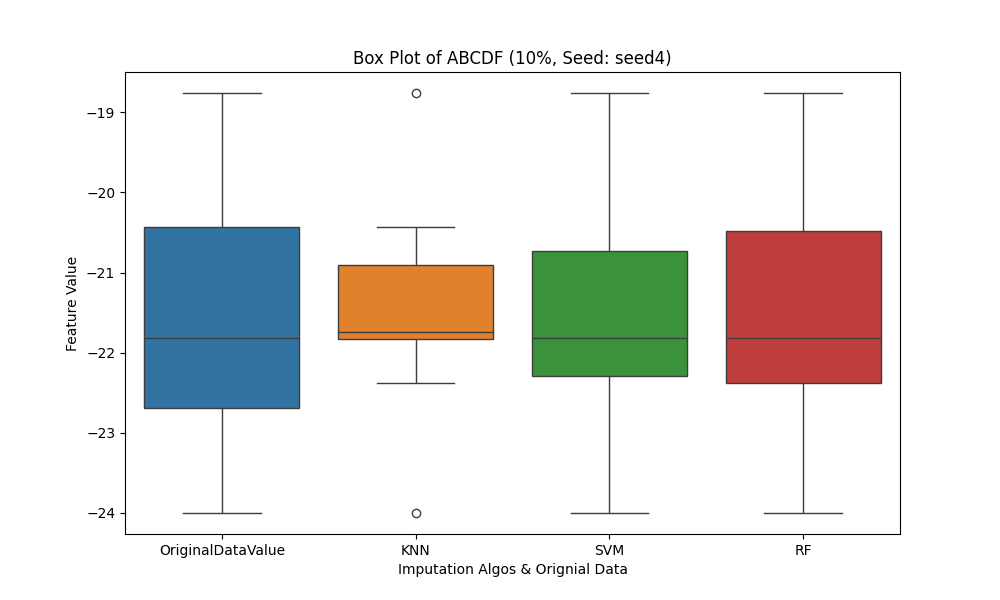 Box Plot of ABCDF (10%, Seed: seed4)
Feature Value
−19
−20
−21
−22
−23
−24
OriginalDataValue KNN SVM RF
Imputation Algos & Orignial Data